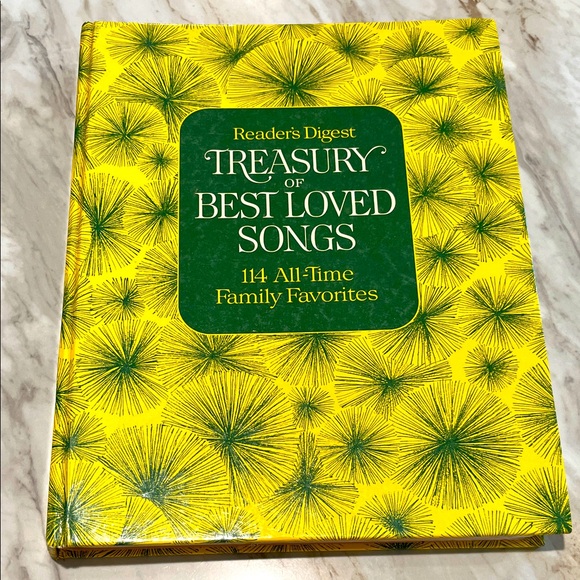 Reader's Digest
TREASURY
OF
BEST LOVED
SONGS
114 All-Time
Family Favorites